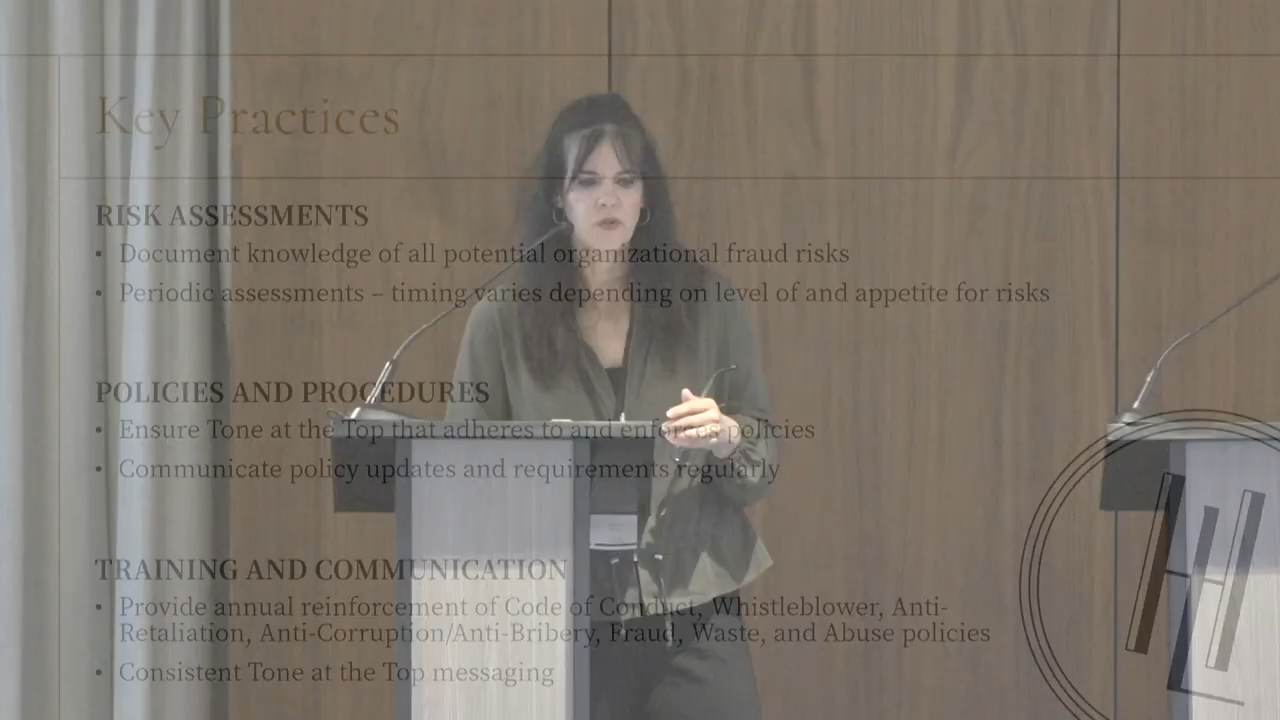 Key Practices
RISK ASSESSMENTS
• Document knowledge of all potential organizational fraud risks
• Periodic assessments – timing varies depending on level of and appetite for risks
POLICIES AND PROCEDURES
• Ensure Tone at the Top that adheres to and enforces policies
• Communicate policy updates and requirements regularly
TRAINING AND COMMUNICATION
• Provide annual reinforcement of Code of Conduct, Whistleblower, Anti-
Retaliation, Anti-Corruption/Anti-Bribery, Fraud, Waste, and Abuse policies
• Consistent Tone at the Top messaging